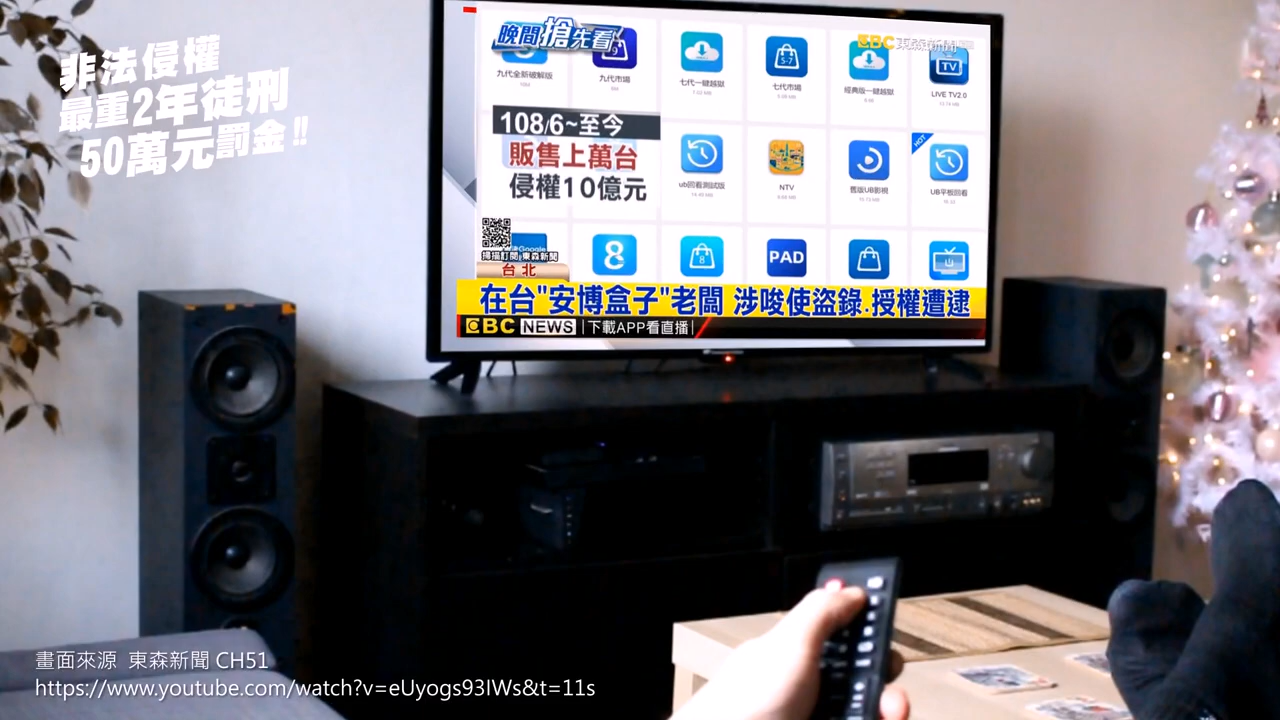 非法侵權
最重2年徒刑
50萬元罰金!!
晚間搶先看
EBC東森新聞
九代全新破解版
九代市場
七代一鍵越獄
5-7
七代市場
經典版一鍵越獄
TV
LIVE TV2.0
108/6~至今
販售上萬台
侵權10億元
ub回看測試版
NTV
舊版UB影視
HOT
UB平板回看
Google
8
8
PAD
掃描訂閱 東森新聞
台北
在台"安博盒子"老闆 涉唆使盜錄.授權遭逮
EBC NEWS 下載APP看直播
畫面來源 東森新聞 CH51
https://www.youtube.com/watch?v=eUyogs93IWs&t=11s